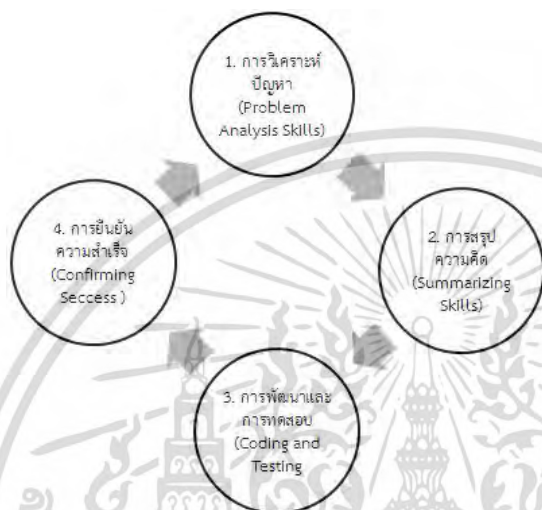 1. การวิเคราะห์
ปัญหา
(Problem
Analysis Skills)
2. การสรุป
ความคิด
(Summarizing
Skills)
3. การพัฒนาและ
การทดสอบ
(Coding and
Testing
4. การยืนยัน
ความสำเร็จ
(Confirming
Seccess )